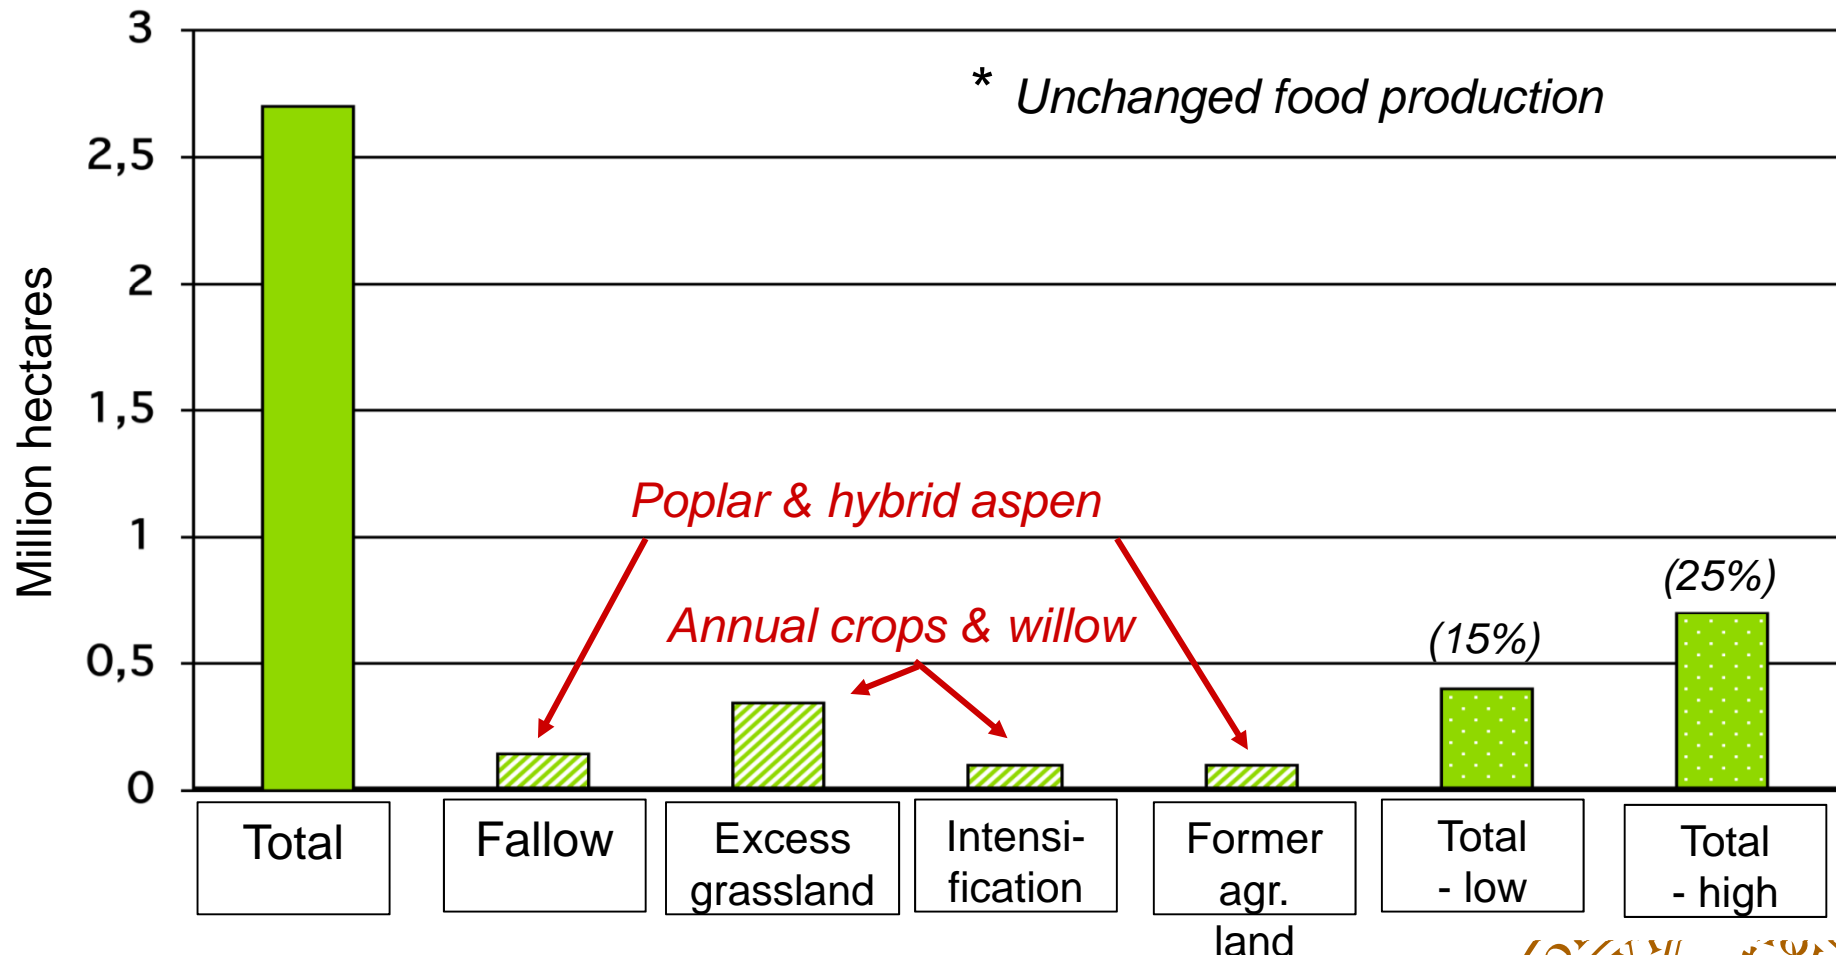 3
* Unchanged food production
2,5
2
1,5
Million hectares
Poplar & hybrid aspen
1
(25%)
Annual crops & willow
(15%)
0,5
0
Total
Fallow
Excess
grassland
Intensi-
fication
Former
agr.
land
Total
- low
Total
- high